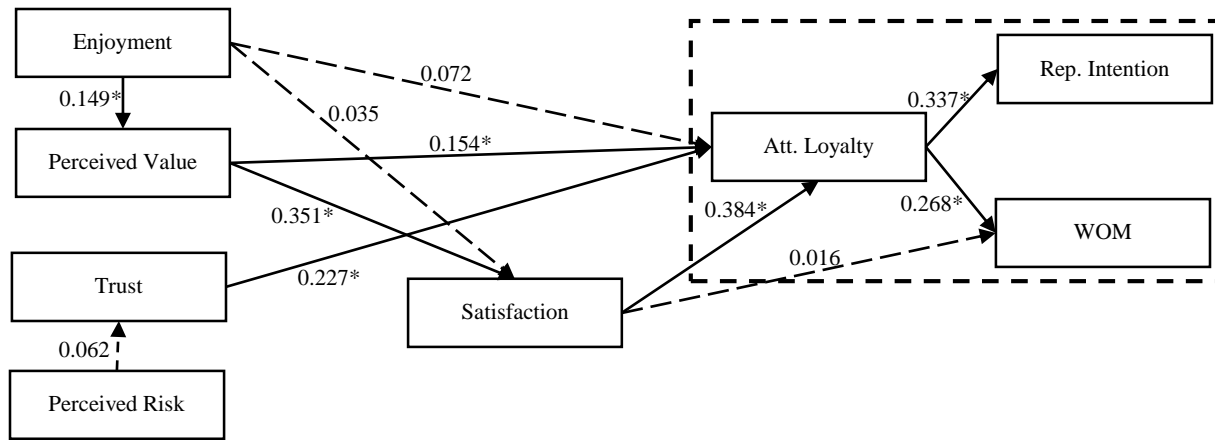 Enjoyment
Rep. Intention
0.072
0.149*
0.337*
0.035
Perceived Value
0.154*
Att. Loyalty
0.351*
0.384*
0.268*
WOM
Trust
0.227*
0.016
Satisfaction
0.062
Perceived Risk